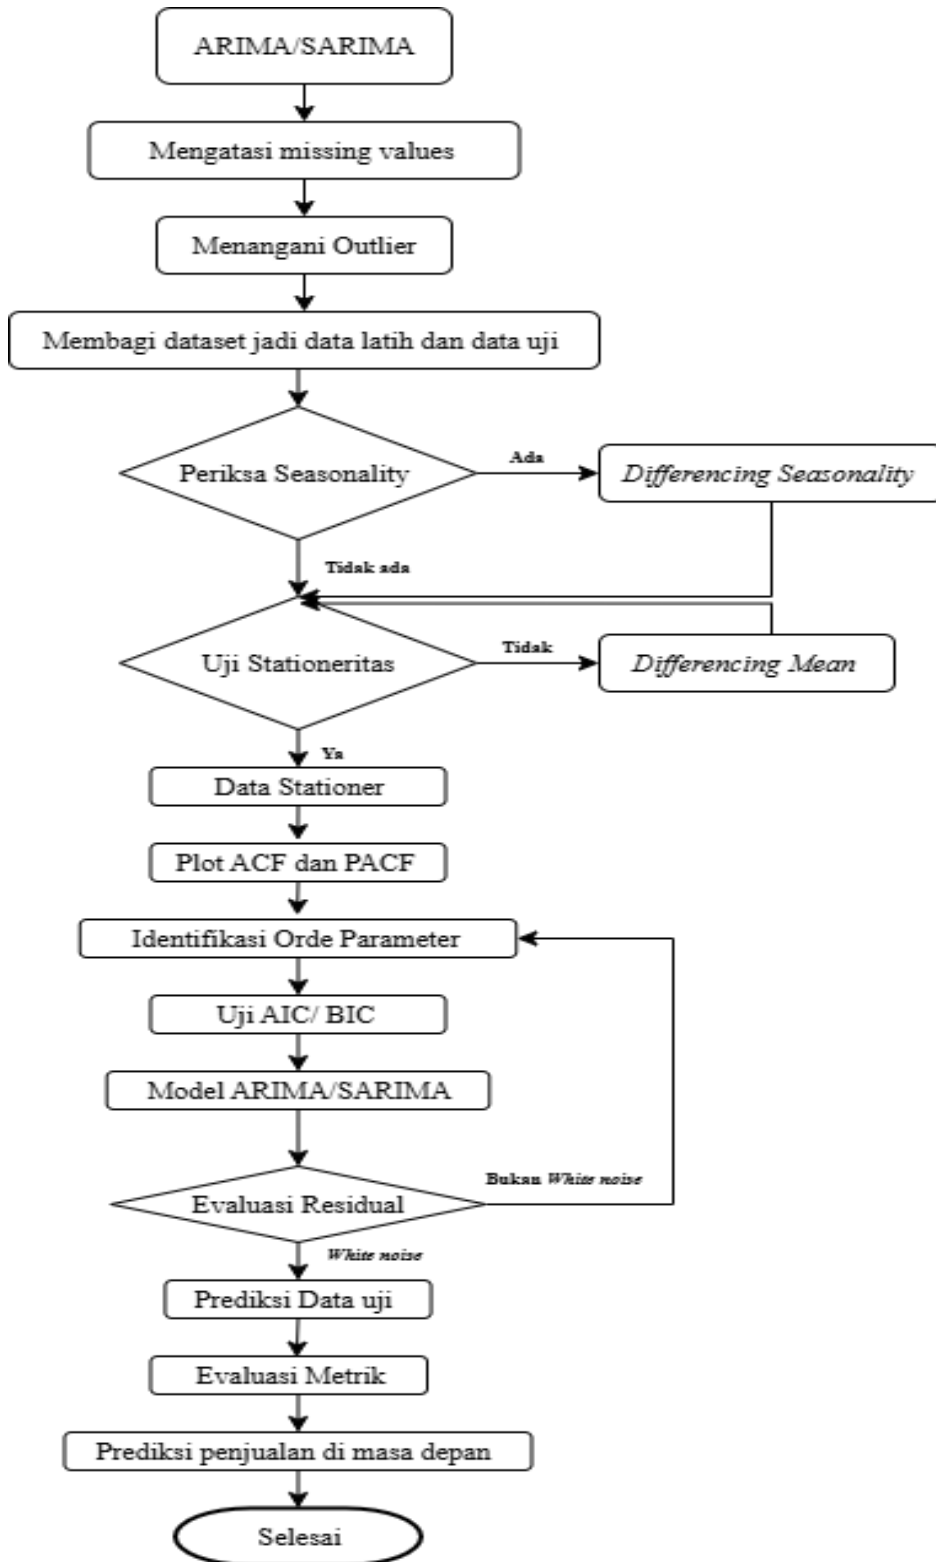 ARIMA/SARIMA
Mengatasi missing values
Menangani Outlier
Membagi dataset jadi data latih dan data uji
Periksa Seasonality
Ada
Differencing Seasonality
Tidak ada
Uji Stationeritas
Tidak
Differencing Mean
Ya
Data Stationer
Plot ACF dan PACF
Identifikasi Orde Parameter
Uji AIC/ BIC
Model ARIMA/SARIMA
Evaluasi Residual
Bukan White noise
White noise
Prediksi Data uji
Evaluasi Metrik
Prediksi penjualan di masa depan
Selesai